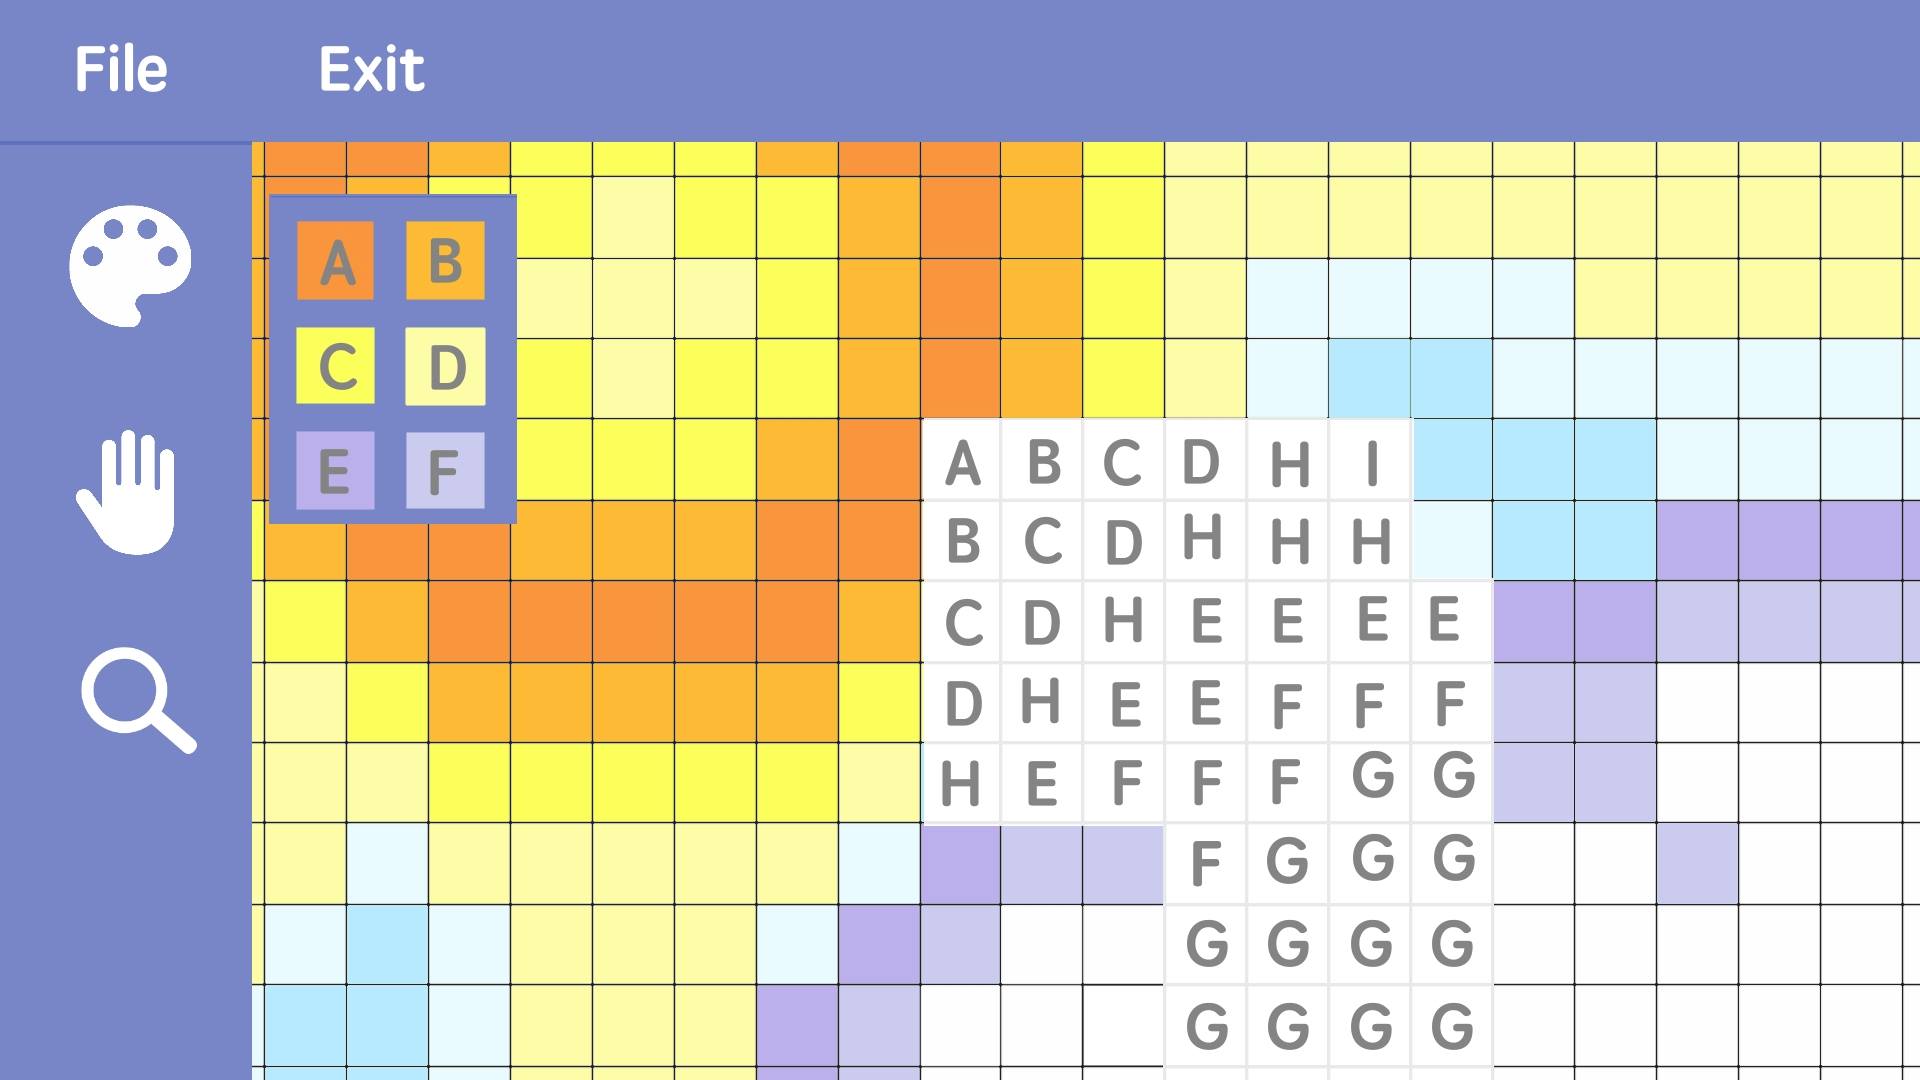 File Exit
A B
C D
E F
A B C D H I
B C D H H H
C D H E E E E
D H E E F F F
H E F F F G G
F G G G
G G G G
G G G G